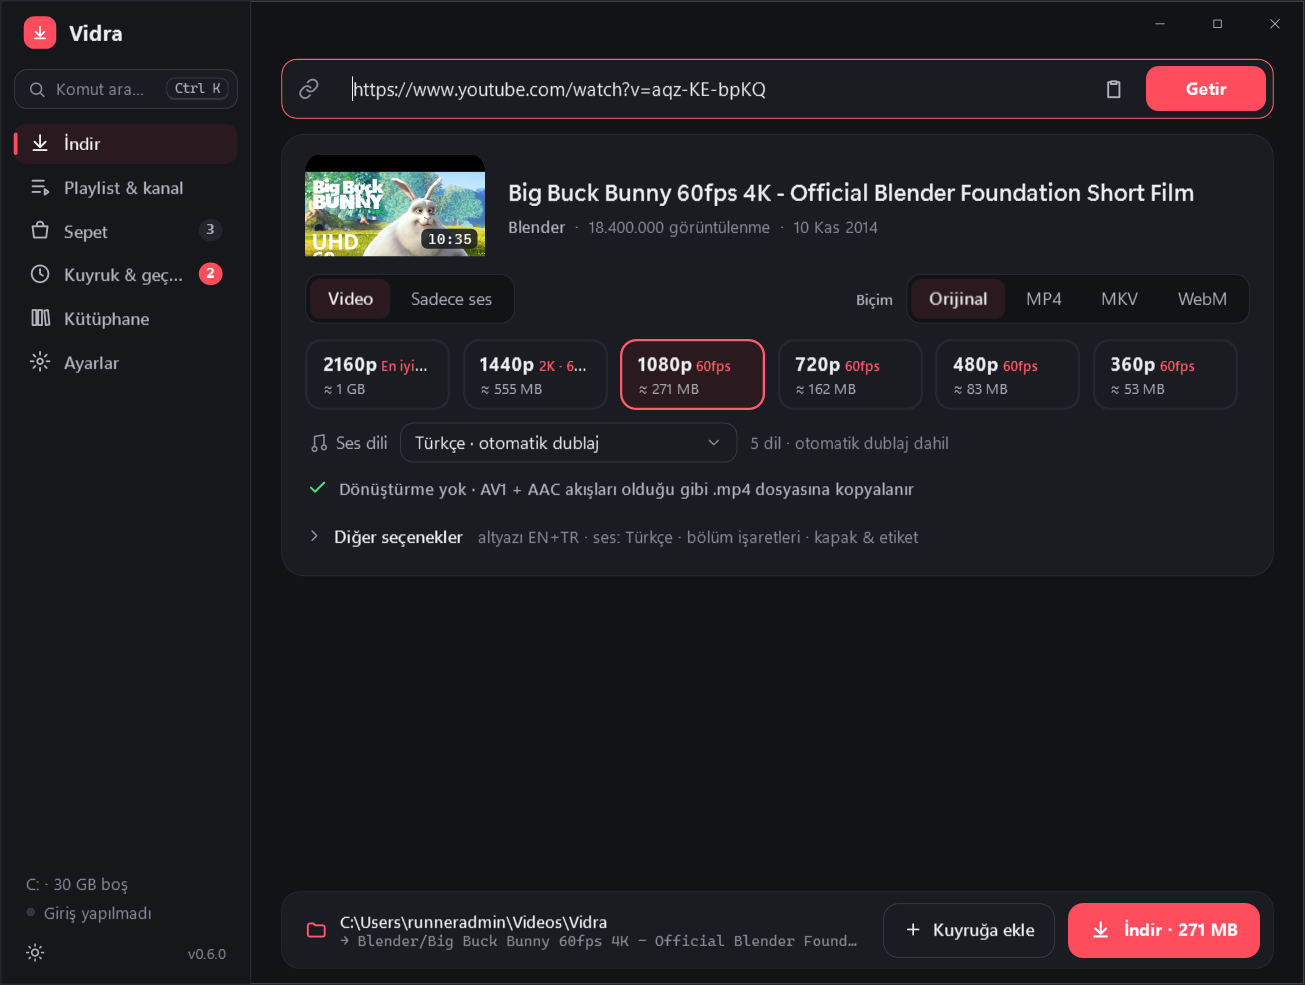 Vidra
Komut ara... Ctrl K
İndir
Playlist & kanal
Sepet 3
Kuyruk & geç... 2
Kütüphane
Ayarlar
C: · 30 GB boş
Giriş yapılmadı
v0.6.0
https://www.youtube.com/watch?v=aqz-KE-bpKQ
Getir
Big Buck
BUNNY
UHD
60
10:35
Big Buck Bunny 60fps 4K - Official Blender Foundation Short Film
Blender · 18.400.000 görüntülenme · 10 Kas 2014
Video Sadece ses Biçim Orijinal MP4 MKV WebM
2160p En iyi... 1440p 2K · 6... 1080p 60fps 720p 60fps 480p 60fps 360p 60fps
≈ 1 GB ≈ 555 MB ≈ 271 MB ≈ 162 MB ≈ 83 MB ≈ 53 MB
Ses dili Türkçe · otomatik dublaj 5 dil · otomatik dublaj dahil
Dönüştürme yok · AV1 + AAC akışları olduğu gibi .mp4 dosyasına kopyalanır
Diğer seçenekler altyazı EN+TR · ses: Türkçe · bölüm işaretleri · kapak & etiket
C:\Users\runneradmin\Videos\Vidra
→ Blender/Big Buck Bunny 60fps 4K - Official Blender Found...
+ Kuyruğa ekle
İndir · 271 MB